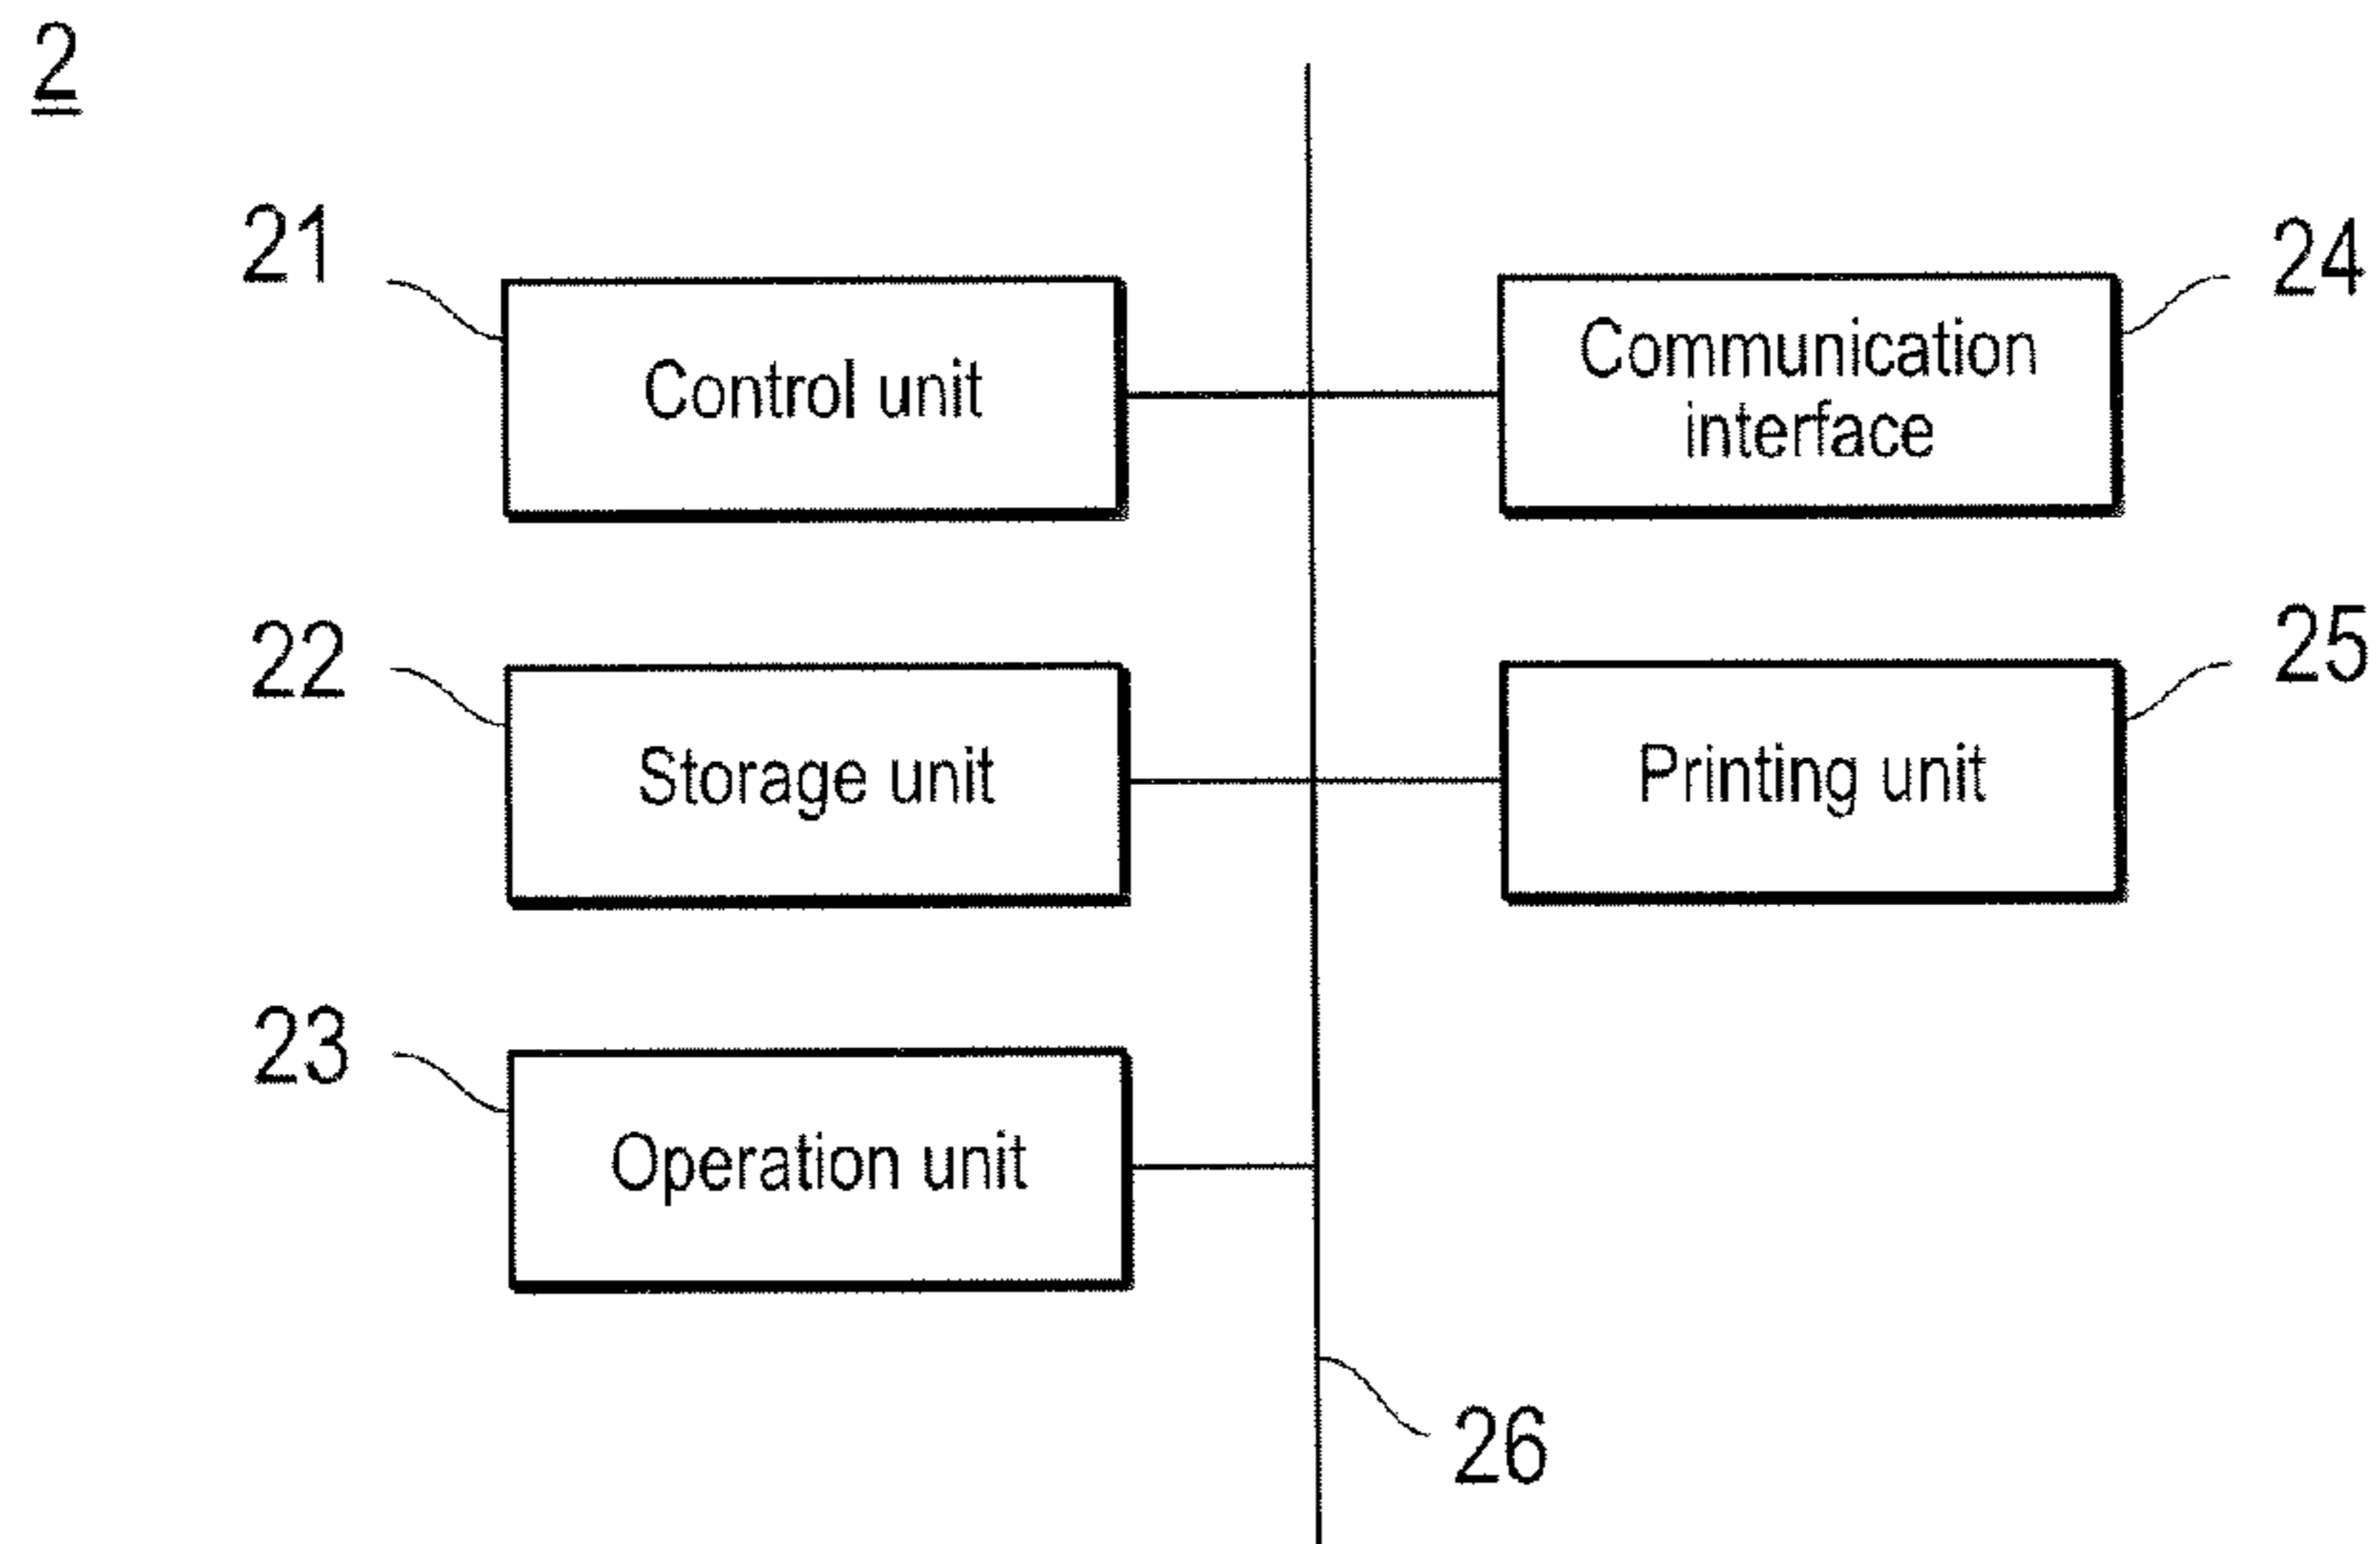 2
21
Control unit
24
Communication
interface
22
Storage unit
25
Printing unit
23
Operation unit
26